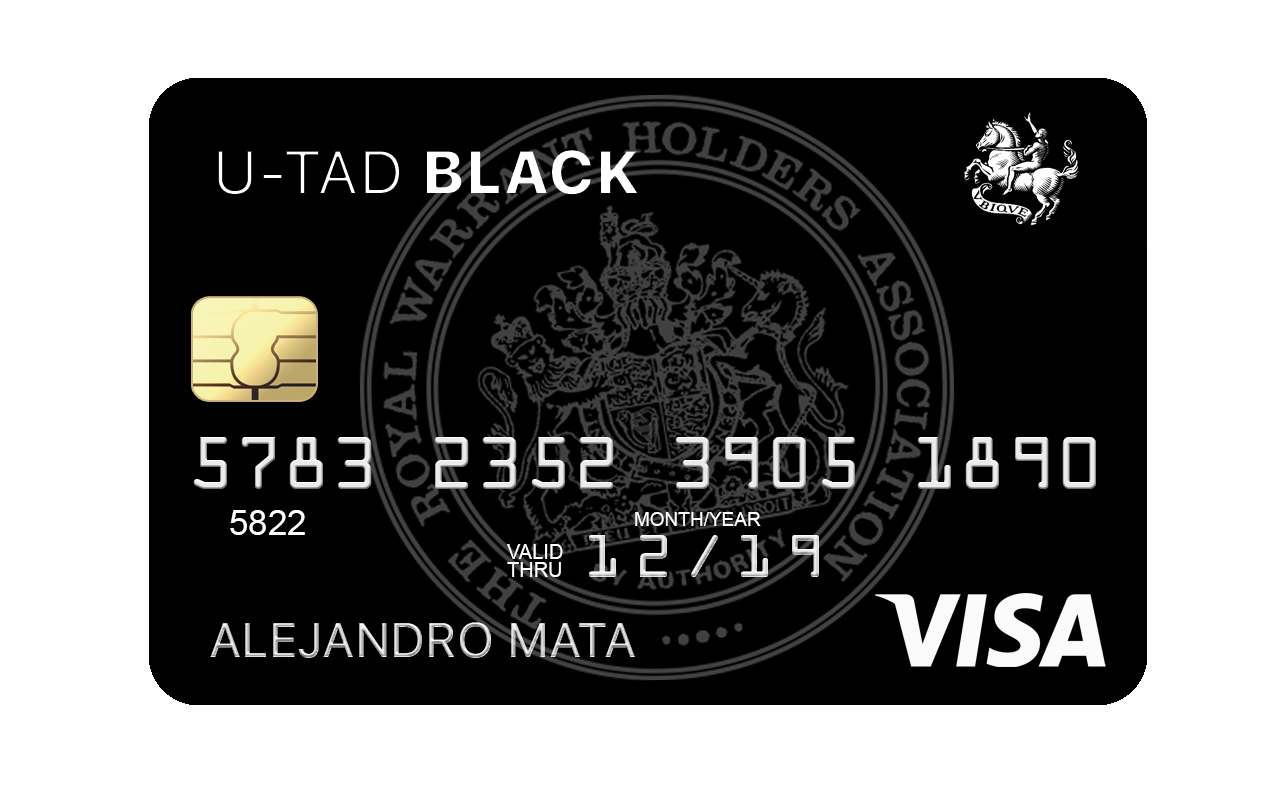 U-TAD BLACK
VBIQVE
THE ROYAL WARRANT HOLDERS ASSOCIATION
5783 2352 3905 1890
5822
MONTH/YEAR
VALID
THRU 12/19
BY AUTHORITY
ALEJANDRO MATA
VISA